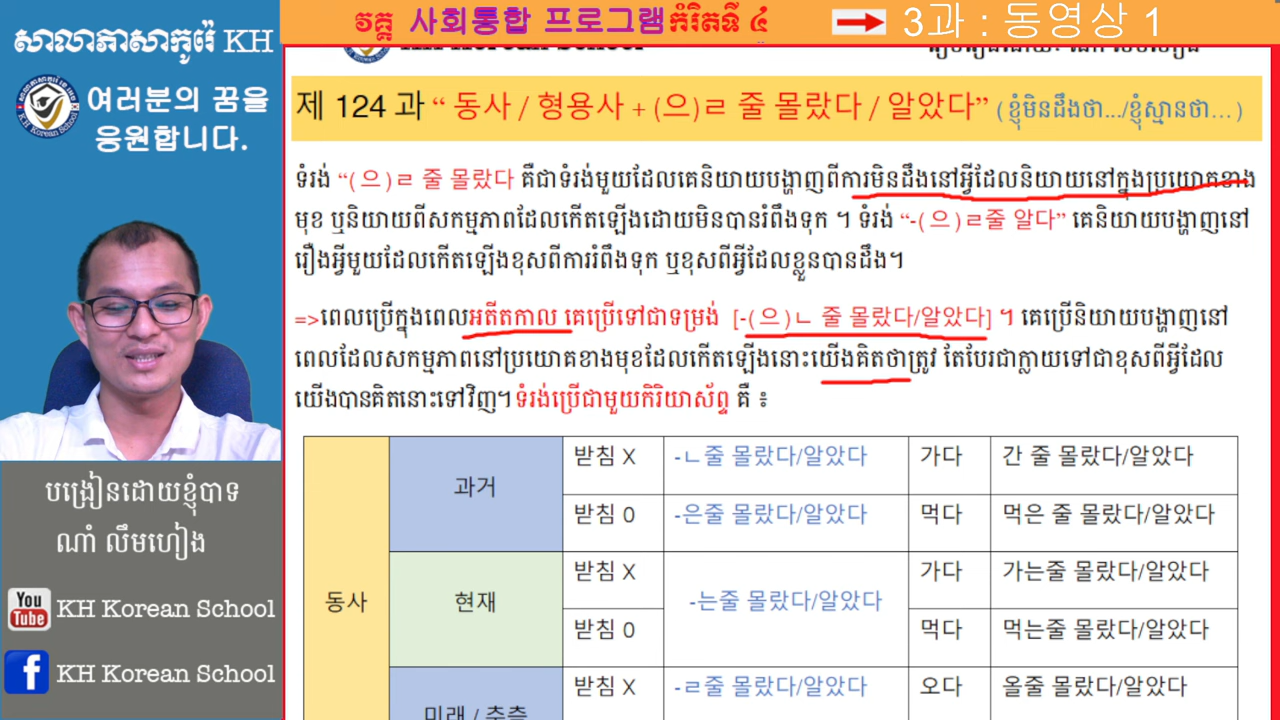 វគ្គ 사회통합 프로그램កំរិតទី ៤
3과 : 동영상 1
សាលាភាសាកូរ៉េ KH
여러분의 꿈을
응원합니다.
제 124 과 “ 동사 / 형용사 + (으)ㄹ 줄 몰랐다 / 알았다” (ខ្ញុំមិនដឹងថា.../ខ្ញុំស្មានថា...)
ទំរង់ “(으)ㄹ 줄 몰랐다 គឺជាទំរង់មួយដែលគេនិយាយបង្ហាញពីការមិនដឹងនៅអ្វីដែលនិយាយនៅក្នុងប្រយោគខាង
មុខ ឬនិយាយពីសកម្មភាពដែលកើតឡើងដោយមិនបានរំពឹងទុក ។ ទំរង់ “-(으)ㄹ줄 알다” គេនិយាយបង្ហាញនៅ
រឿងអ្វីមួយដែលកើតឡើងខុសពីការរំពឹងទុក ឬខុសពីអ្វីដែលខ្លួនបានដឹង។
=>ពេលប្រើក្នុងពេលអតីតកាល គេប្រើទៅជាទម្រង់ [-(으)ㄴ 줄 몰랐다/알았다] ។ គេប្រើនិយាយបង្ហាញនៅ
ពេលដែលសកម្មភាពនៅប្រយោគខាងមុខដែលកើតឡើងនោះយើងគិតថាត្រូវ តែបែរជាក្លាយទៅជាខុសពីអ្វីដែល
យើងបានគិតនោះទៅវិញ។ ទំរង់ប្រើជាមួយកិរិយាស័ព្ទ គឺ ៖
동사
과거
받침 X
-ㄴ줄 몰랐다/알았다
가다
간 줄 몰랐다/알았다
받침 0
-은줄 몰랐다/알았다
먹다
먹은 줄 몰랐다/알았다
현재
받침 X
-는줄 몰랐다/알았다
가다
가는줄 몰랐다/알았다
받침 0
먹다
먹는줄 몰랐다/알았다
미래 / 추측
받침 X
-ㄹ줄 몰랐다/알았다
오다
올줄 몰랐다/알았다
បង្រៀនដោយខ្ញុំបាទ
ណាំ លឹមហៀង
You Tube KH Korean School
f KH Korean School